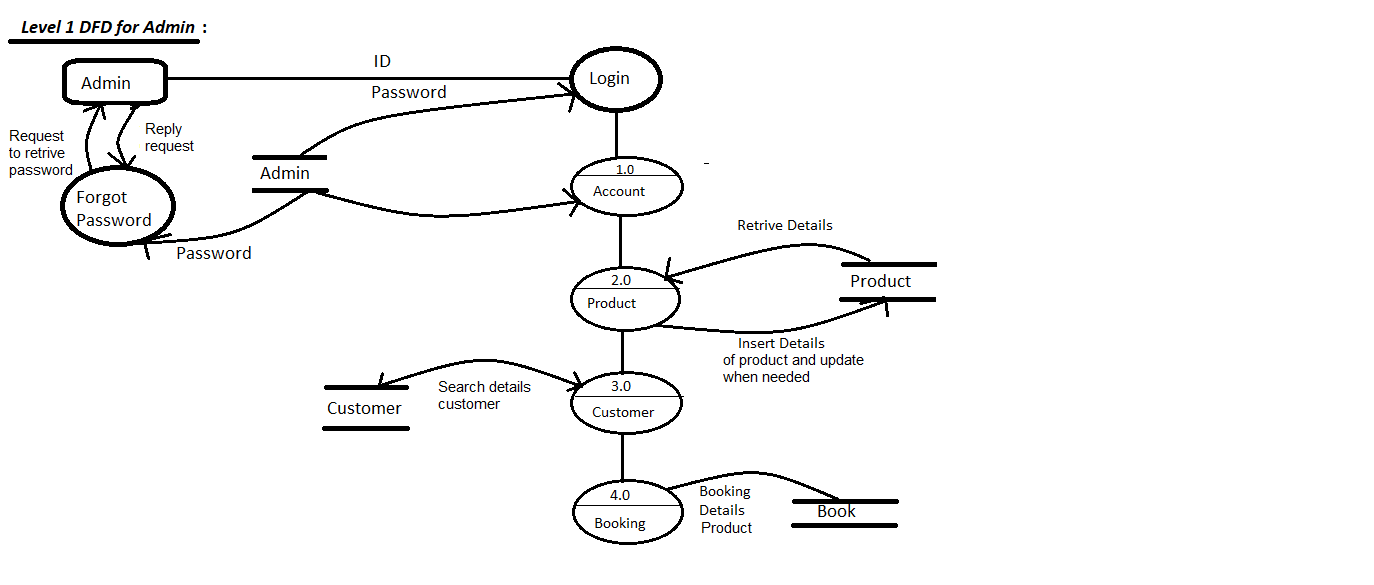 Level 1 DFD for Admin :
ID
Admin
Login
Password
Request
to retrive
password
Reply
request
Admin
1.0
Account
Forgot
Password
Password
Retrive Details
2.0
Product
Product
Insert Details
of product and update
when needed
3.0
Customer
Search details
customer
Customer
4.0
Booking
Booking
Details
Product
Book